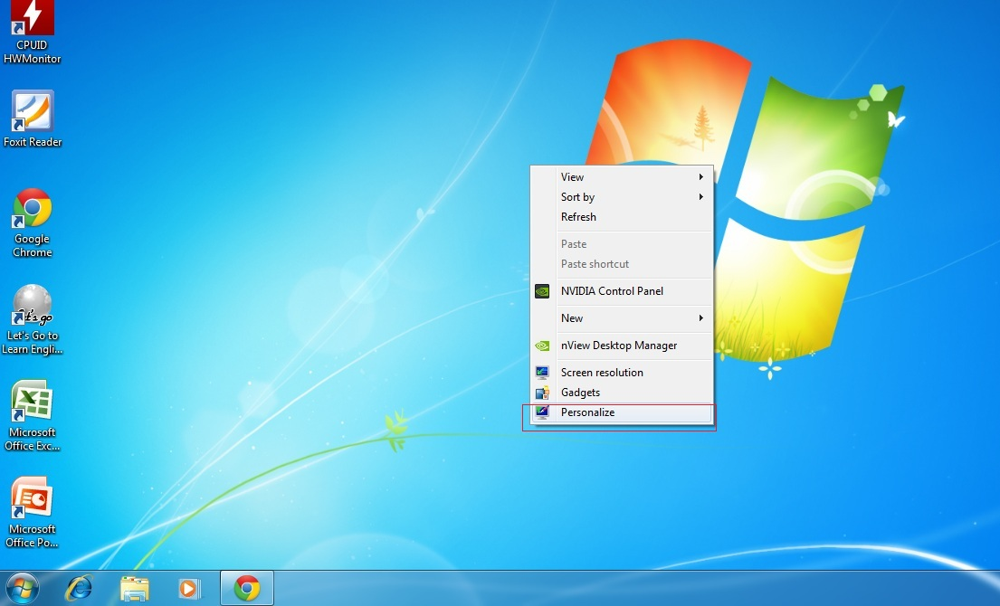 CPUID
HWMonitor
Foxit Reader
Google
Chrome
Let's go
Let's Go to
Learn Engli...
Microsoft
Office Exc...
Microsoft
Office Po...
View
Sort by
Refresh
Paste
Paste shortcut
NVIDIA Control Panel
New
nView Desktop Manager
Screen resolution
Gadgets
Personalize